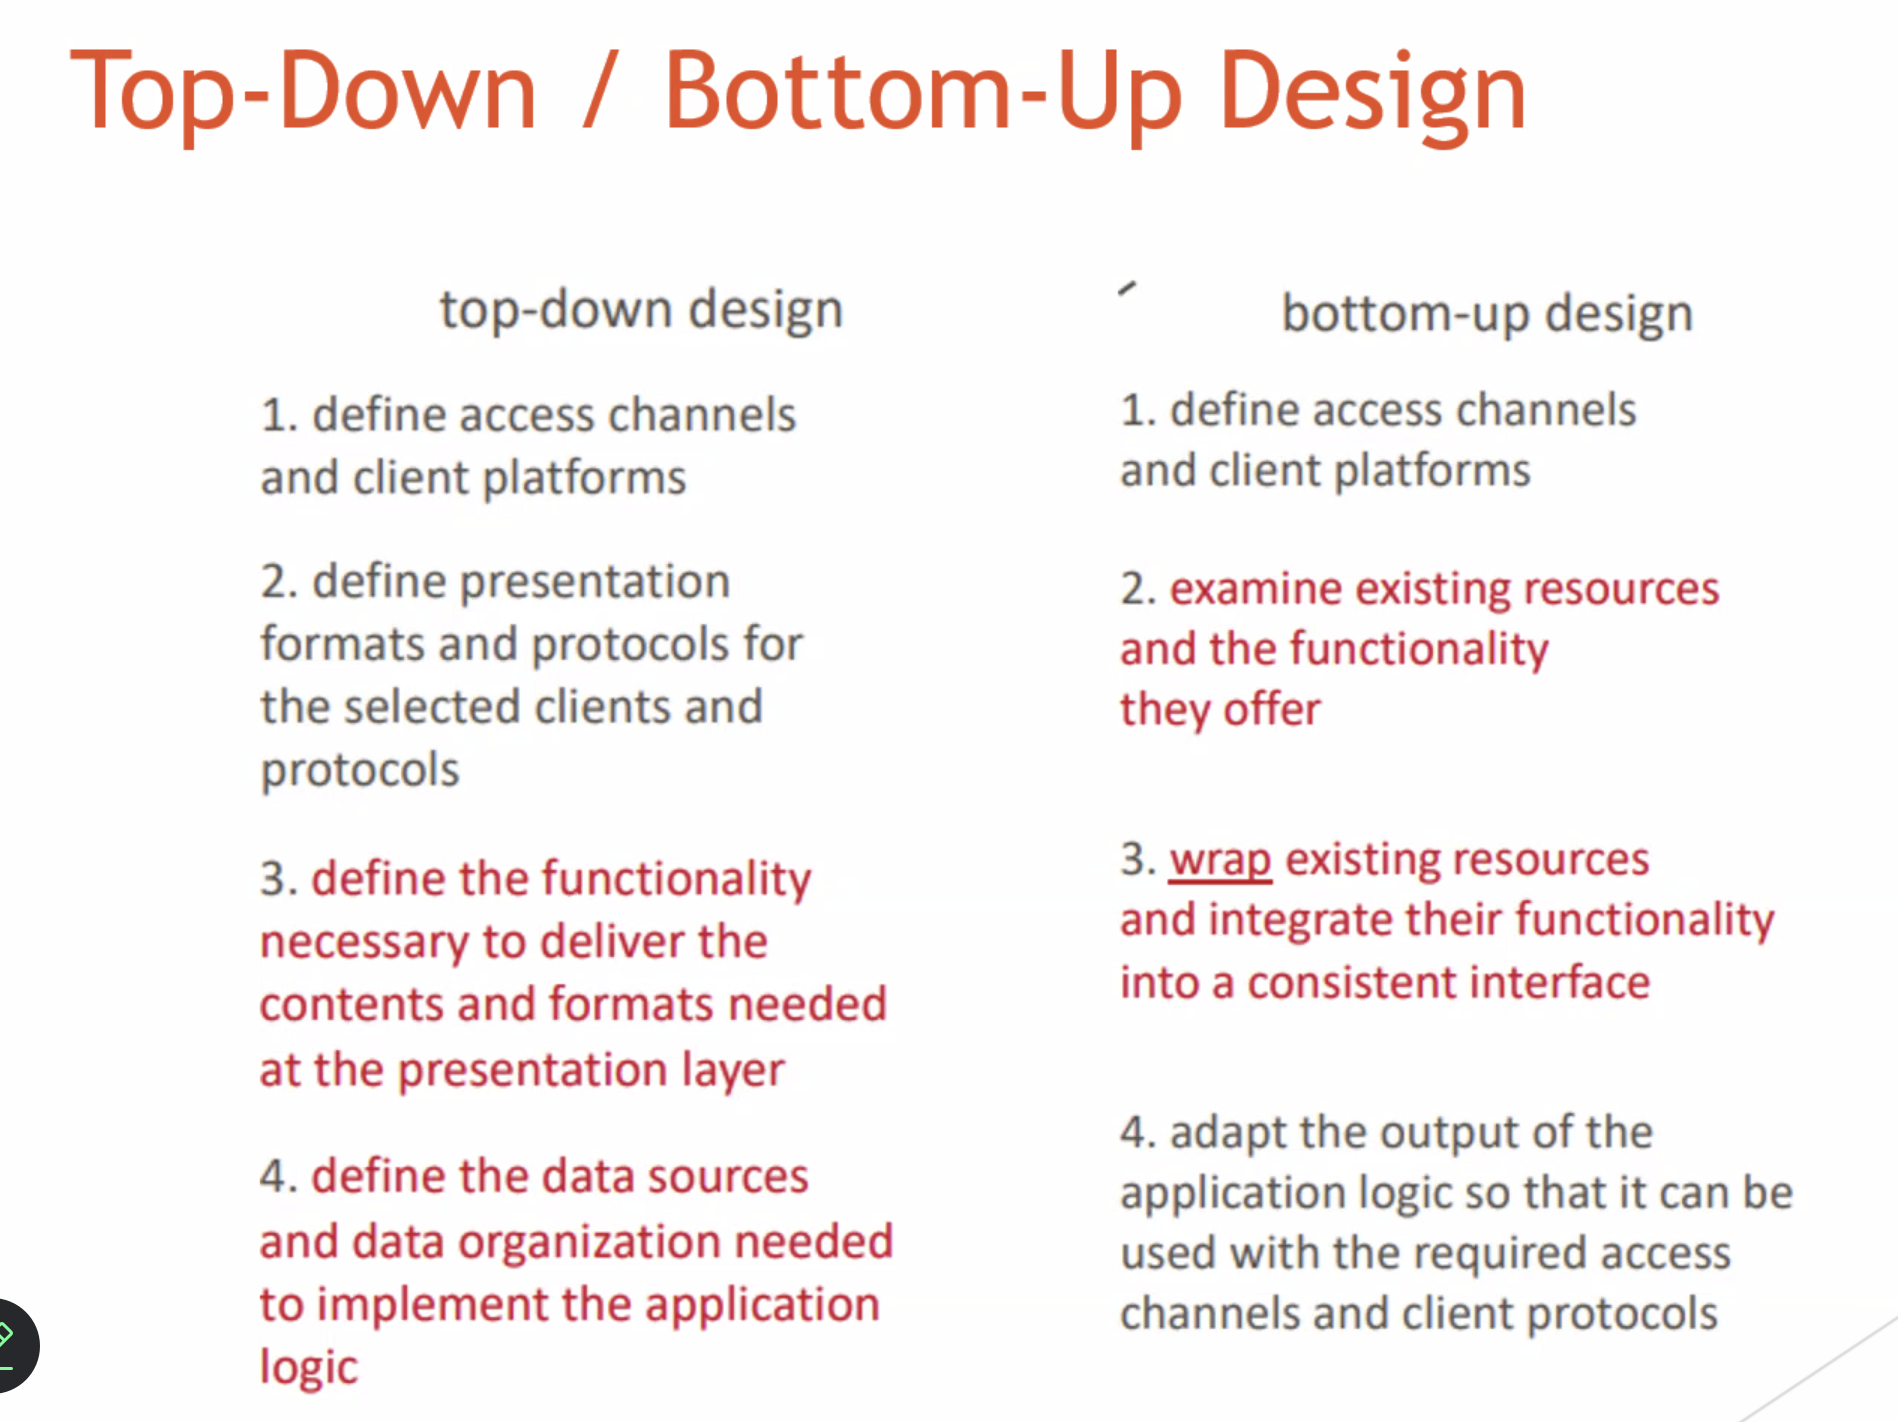 Top-Down / Bottom-Up Design
top-down design
1. define access channels
and client platforms
2. define presentation
formats and protocols for
the selected clients and
protocols
3. define the functionality
necessary to deliver the
contents and formats needed
at the presentation layer
4. define the data sources
and data organization needed
to implement the application
logic
bottom-up design
1. define access channels
and client platforms
2. examine existing resources
and the functionality
they offer
3. wrap existing resources
and integrate their functionality
into a consistent interface
4. adapt the output of the
application logic so that it can be
used with the required access
channels and client protocols